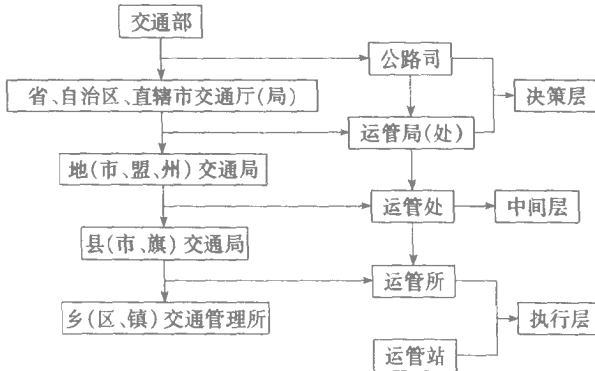 交通部
公路司
省、自治区、直辖市交通厅(局)
决策层
运管局(处)
地(市、盟、州)交通局
运管处
中间层
县(市、旗)交通局
运管所
乡(区、镇)交通管理所
执行层
运管站